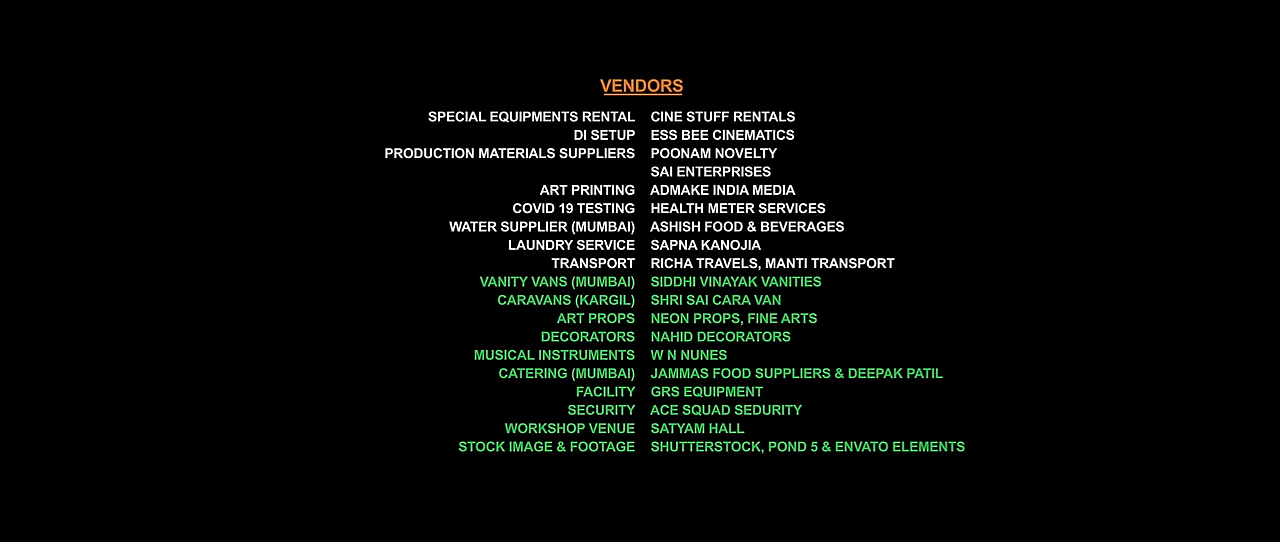 VENDORS
SPECIAL EQUIPMENTS RENTAL CINE STUFF RENTALS
DI SETUP ESS BEE CINEMATICS
PRODUCTION MATERIALS SUPPLIERS POONAM NOVELTY
SAI ENTERPRISES
ART PRINTING ADMAKE INDIA MEDIA
COVID 19 TESTING HEALTH METER SERVICES
WATER SUPPLIER (MUMBAI) ASHISH FOOD & BEVERAGES
LAUNDRY SERVICE SAPNA KANOJIA
TRANSPORT RICHA TRAVELS, MANTI TRANSPORT
VANITY VANS (MUMBAI) SIDDHI VINAYAK VANITIES
CARAVANS (KARGIL) SHRI SAI CARA VAN
ART PROPS NEON PROPS, FINE ARTS
DECORATORS NAHID DECORATORS
MUSICAL INSTRUMENTS W N NUNES
CATERING (MUMBAI) JAMMAS FOOD SUPPLIERS & DEEPAK PATIL
FACILITY GRS EQUIPMENT
SECURITY ACE SQUAD SEDURITY
WORKSHOP VENUE SATYAM HALL
STOCK IMAGE & FOOTAGE SHUTTERSTOCK, POND 5 & ENVATO ELEMENTS